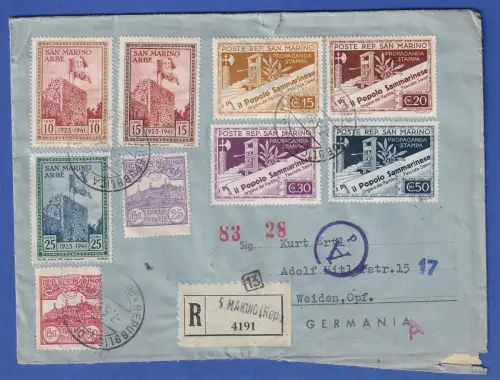 SAN MARINO
ARBE
10 1923-1941 10
SAN MARINO
ARBE
15 1923-1941 15
POSTE REP. SAN MARINO
PROPAGANDA
STAMPA
il Popolo Sammarinese
C. 15
POSTE REP. SAN MARINO
PROPAGANDA
STAMPA
il Popolo Sammarinese
C. 20
SAN MARINO
ARBE
25 1923-1941 25
25
POSTE REP. SAN MARINO
PROPAGANDA
STAMPA
il Popolo Sammarinese
C. 30
POSTE REP. SAN MARINO
PROPAGANDA
STAMPA
il Popolo Sammarinese
C. 50
83 28
Sig. Kurt
Adolf Hitlerstr.15 17
Weiden, Opf.
GERMANIA
13
R
S. MARINO (Rep.)
4191
A